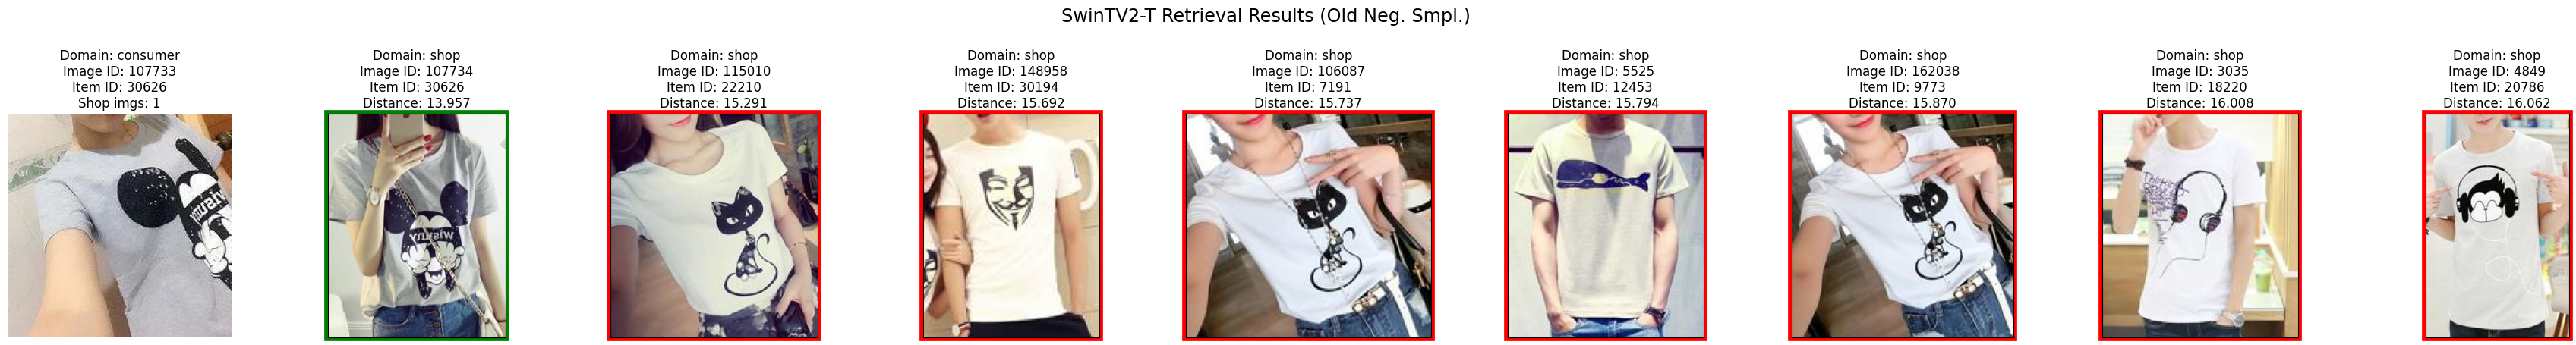 SwinTV2-T Retrieval Results (Old Neg. Smpl.)
Domain: consumer
Image ID: 107733
Item ID: 30626
Shop imgs: 1
Domain: shop
Image ID: 107734
Item ID: 30626
Distance: 13.957
Domain: shop
Image ID: 115010
Item ID: 22210
Distance: 15.291
Domain: shop
Image ID: 148958
Item ID: 30194
Distance: 15.692
Domain: shop
Image ID: 106087
Item ID: 7191
Distance: 15.737
Domain: shop
Image ID: 5525
Item ID: 12453
Distance: 15.794
Domain: shop
Image ID: 162038
Item ID: 9773
Distance: 15.870
Domain: shop
Image ID: 3035
Item ID: 18220
Distance: 16.008
Domain: shop
Image ID: 4849
Item ID: 20786
Distance: 16.062